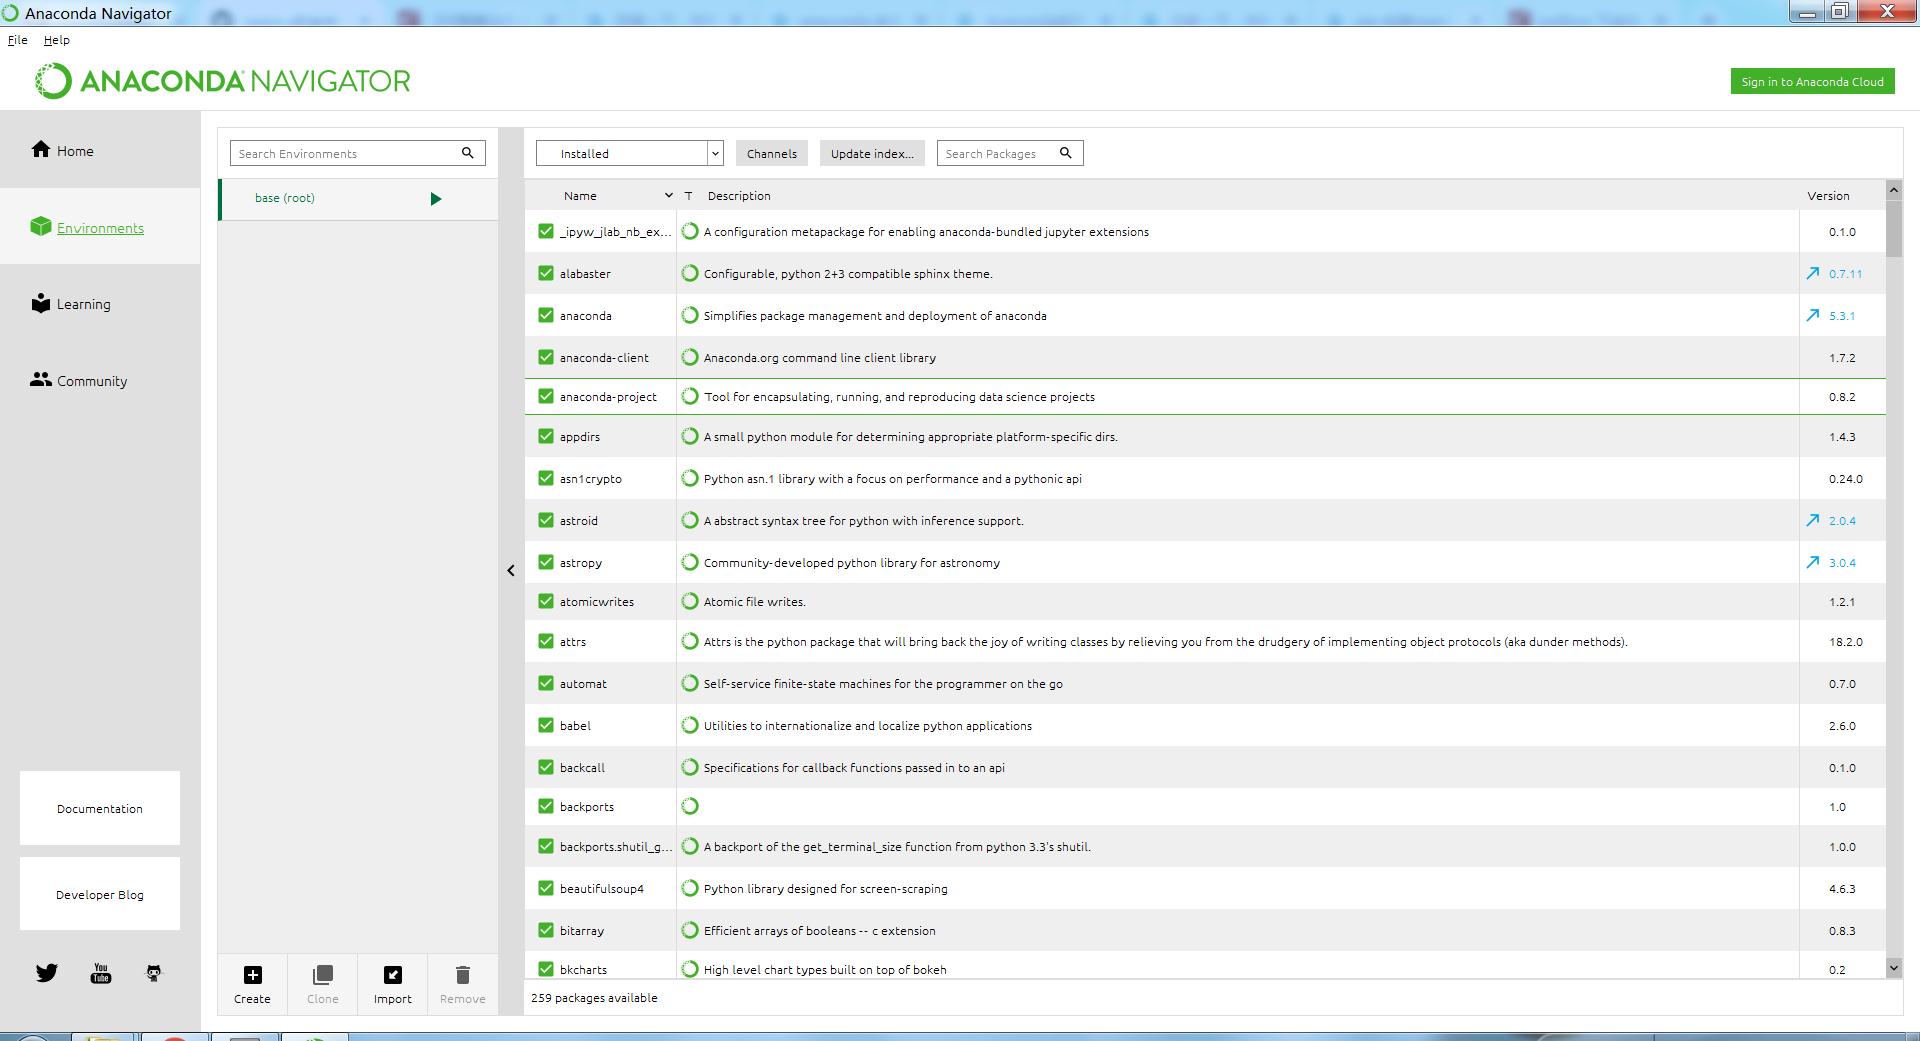 Anaconda Navigator
File Help
ANACONDA NAVIGATOR
Sign in to Anaconda Cloud
Home
Environments
Learning
Community
Documentation
Developer Blog
You Tube
Search Environments
base (root)
Create Clone Import Remove
Installed Channels Update index... Search Packages
Name T Description Version
_ipyw_jlab_nb_ex... A configuration metapackage for enabling anaconda-bundled jupyter extensions 0.1.0
alabaster Configurable, python 2+3 compatible sphinx theme. 0.7.11
anaconda Simplifies package management and deployment of anaconda 5.3.1
anaconda-client Anaconda.org command line client library 1.7.2
anaconda-project Tool for encapsulating, running, and reproducing data science projects 0.8.2
appdirs A small python module for determining appropriate platform-specific dirs. 1.4.3
asn1crypto Python asn.1 library with a focus on performance and a pythonic api 0.24.0
astroid A abstract syntax tree for python with inference support. 2.0.4
astropy Community-developed python library for astronomy 3.0.4
atomicwrites Atomic file writes. 1.2.1
attrs Attrs is the python package that will bring back the joy of writing classes by relieving you from the drudgery of implementing object protocols (aka dunder methods). 18.2.0
automat Self-service finite-state machines for the programmer on the go 0.7.0
babel Utilities to internationalize and localize python applications 2.6.0
backcall Specifications for callback functions passed in to an api 0.1.0
backports 1.0
backports.shutil_g... A backport of the get_terminal_size function from python 3.3's shutil. 1.0.0
beautifulsoup4 Python library designed for screen-scraping 4.6.3
bitarray Efficient arrays of booleans -- c extension 0.8.3
bkcharts High level chart types built on top of bokeh 0.2
259 packages available